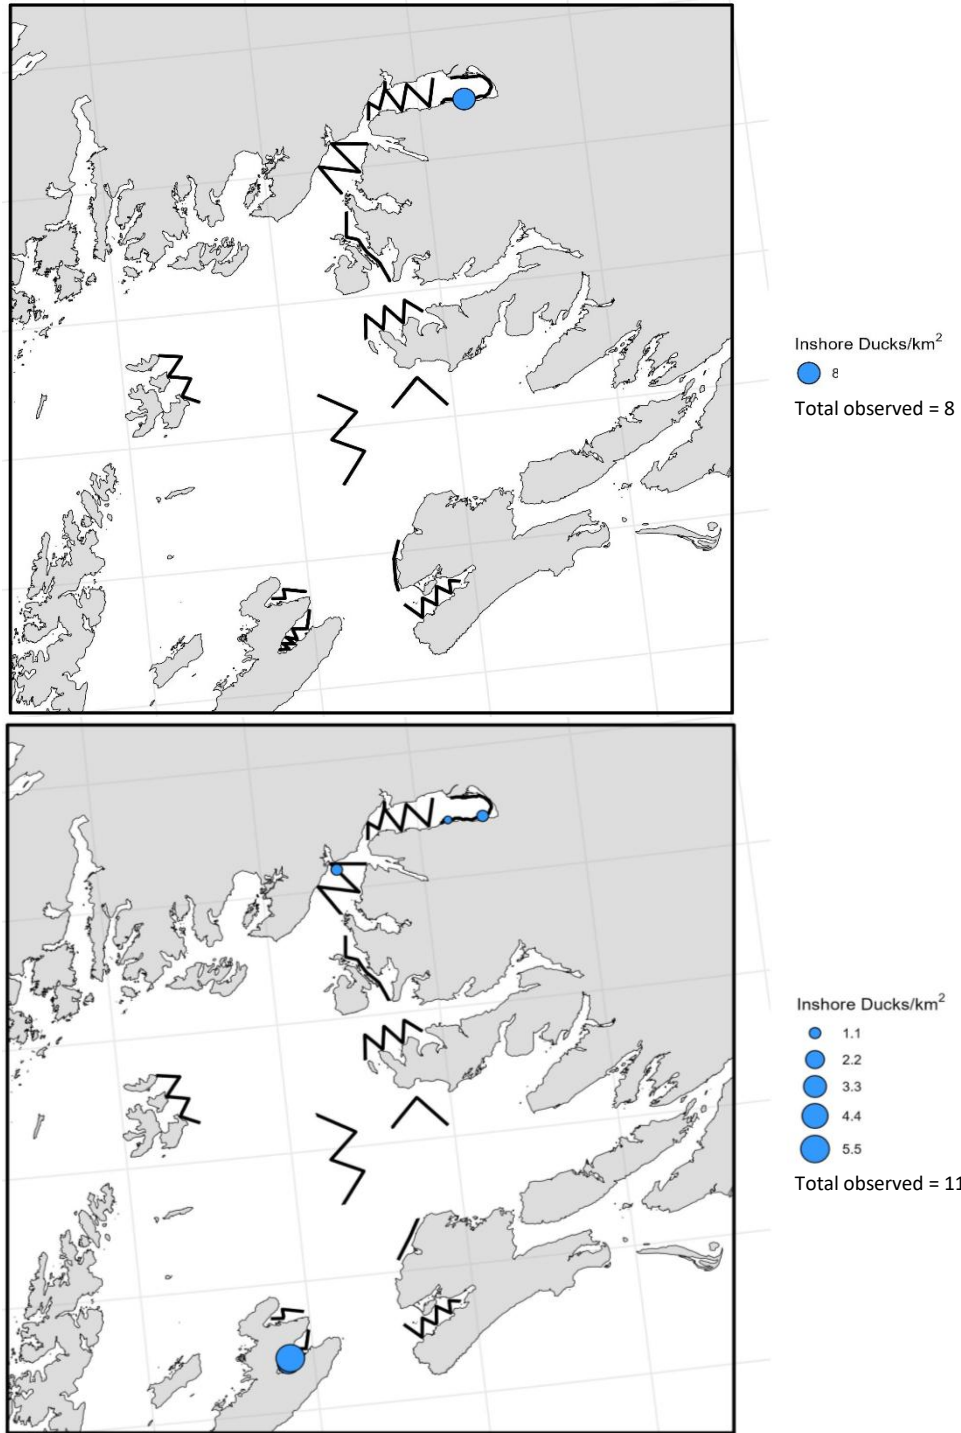 Inshore Ducks/km²
8
Total observed = 8
Inshore Ducks/km²
1.1
2.2
3.3
4.4
5.5
Total observed = 11